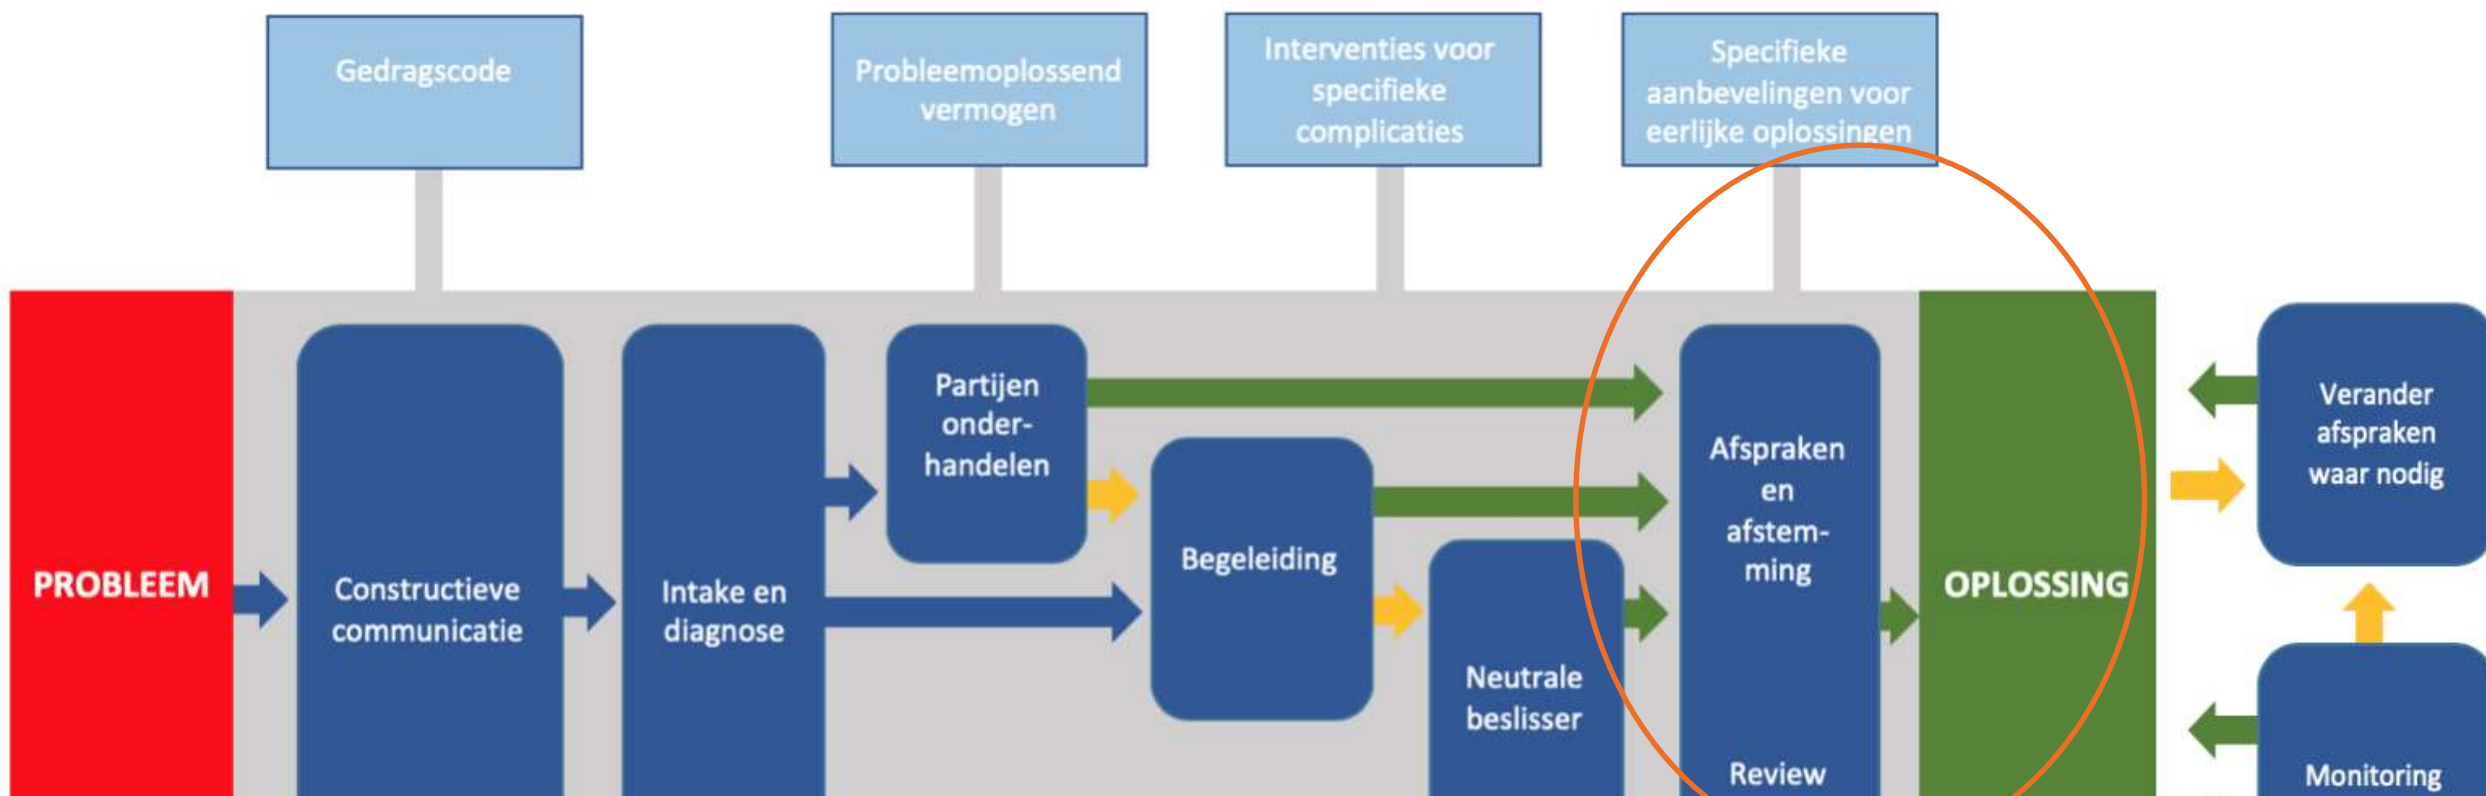 Gedragscode
Probleemoplossend
vermogen
Interventies voor
specifieke
complicaties
Specifieke
aanbevelingen voor
eerlijke oplossingen
PROBLEEM
Constructieve
communicatie
Intake en
diagnose
Partijen
onder-
handelen
Begeleiding
Neutrale
beslisser
Afspraken
en
afstem-
ming
Review
OPLOSSING
Verander
afspraken
waar nodig
Monitoring